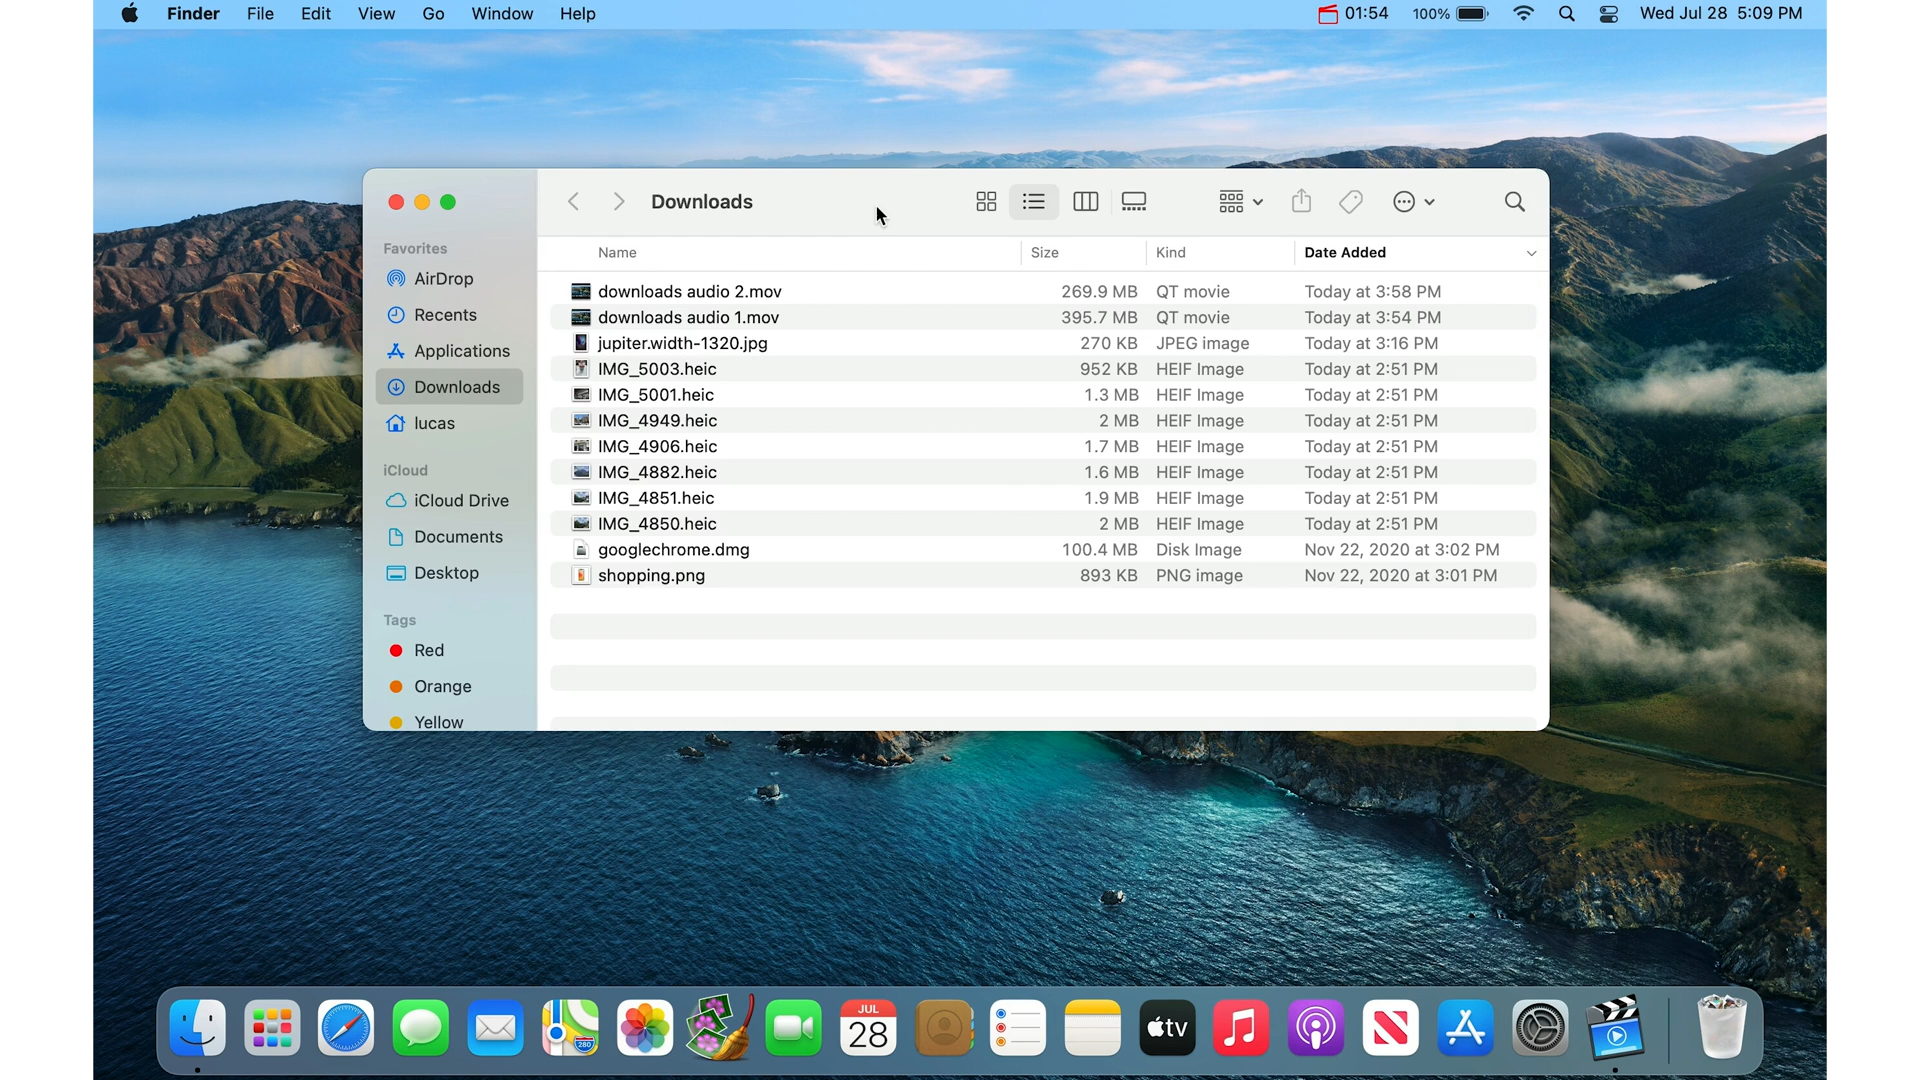 Finder File Edit View Go Window Help 01:54 100% Wed Jul 28 5:09 PM
Downloads
Favorites
AirDrop
Recents
Applications
Downloads
lucas
iCloud
iCloud Drive
Documents
Desktop
Tags
Red
Orange
Yellow
Name Size Kind Date Added
downloads audio 2.mov 269.9 MB QT movie Today at 3:58 PM
downloads audio 1.mov 395.7 MB QT movie Today at 3:54 PM
jupiter.width-1320.jpg 270 KB JPEG image Today at 3:16 PM
IMG_5003.heic 952 KB HEIF Image Today at 2:51 PM
IMG_5001.heic 1.3 MB HEIF Image Today at 2:51 PM
IMG_4949.heic 2 MB HEIF Image Today at 2:51 PM
IMG_4906.heic 1.7 MB HEIF Image Today at 2:51 PM
IMG_4882.heic 1.6 MB HEIF Image Today at 2:51 PM
IMG_4851.heic 1.9 MB HEIF Image Today at 2:51 PM
IMG_4850.heic 2 MB HEIF Image Today at 2:51 PM
googlechrome.dmg 100.4 MB Disk Image Nov 22, 2020 at 3:02 PM
shopping.png 893 KB PNG image Nov 22, 2020 at 3:01 PM
280
JUL
28
tv